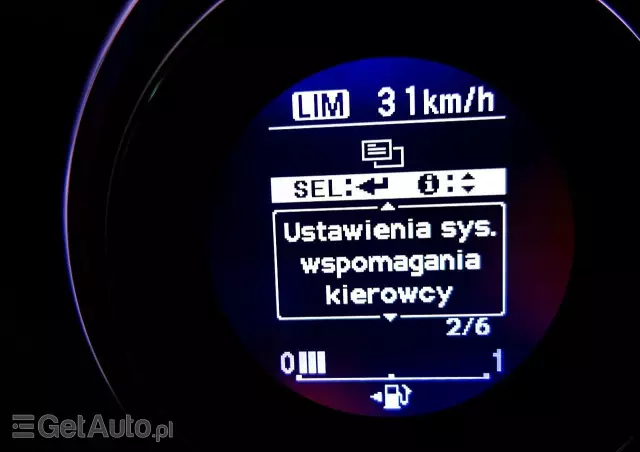 LIM 31km/h
SEL: i:
Ustawienia sys.
wspomagania
kierowcy
2/6
0 1
GetAuto.pl